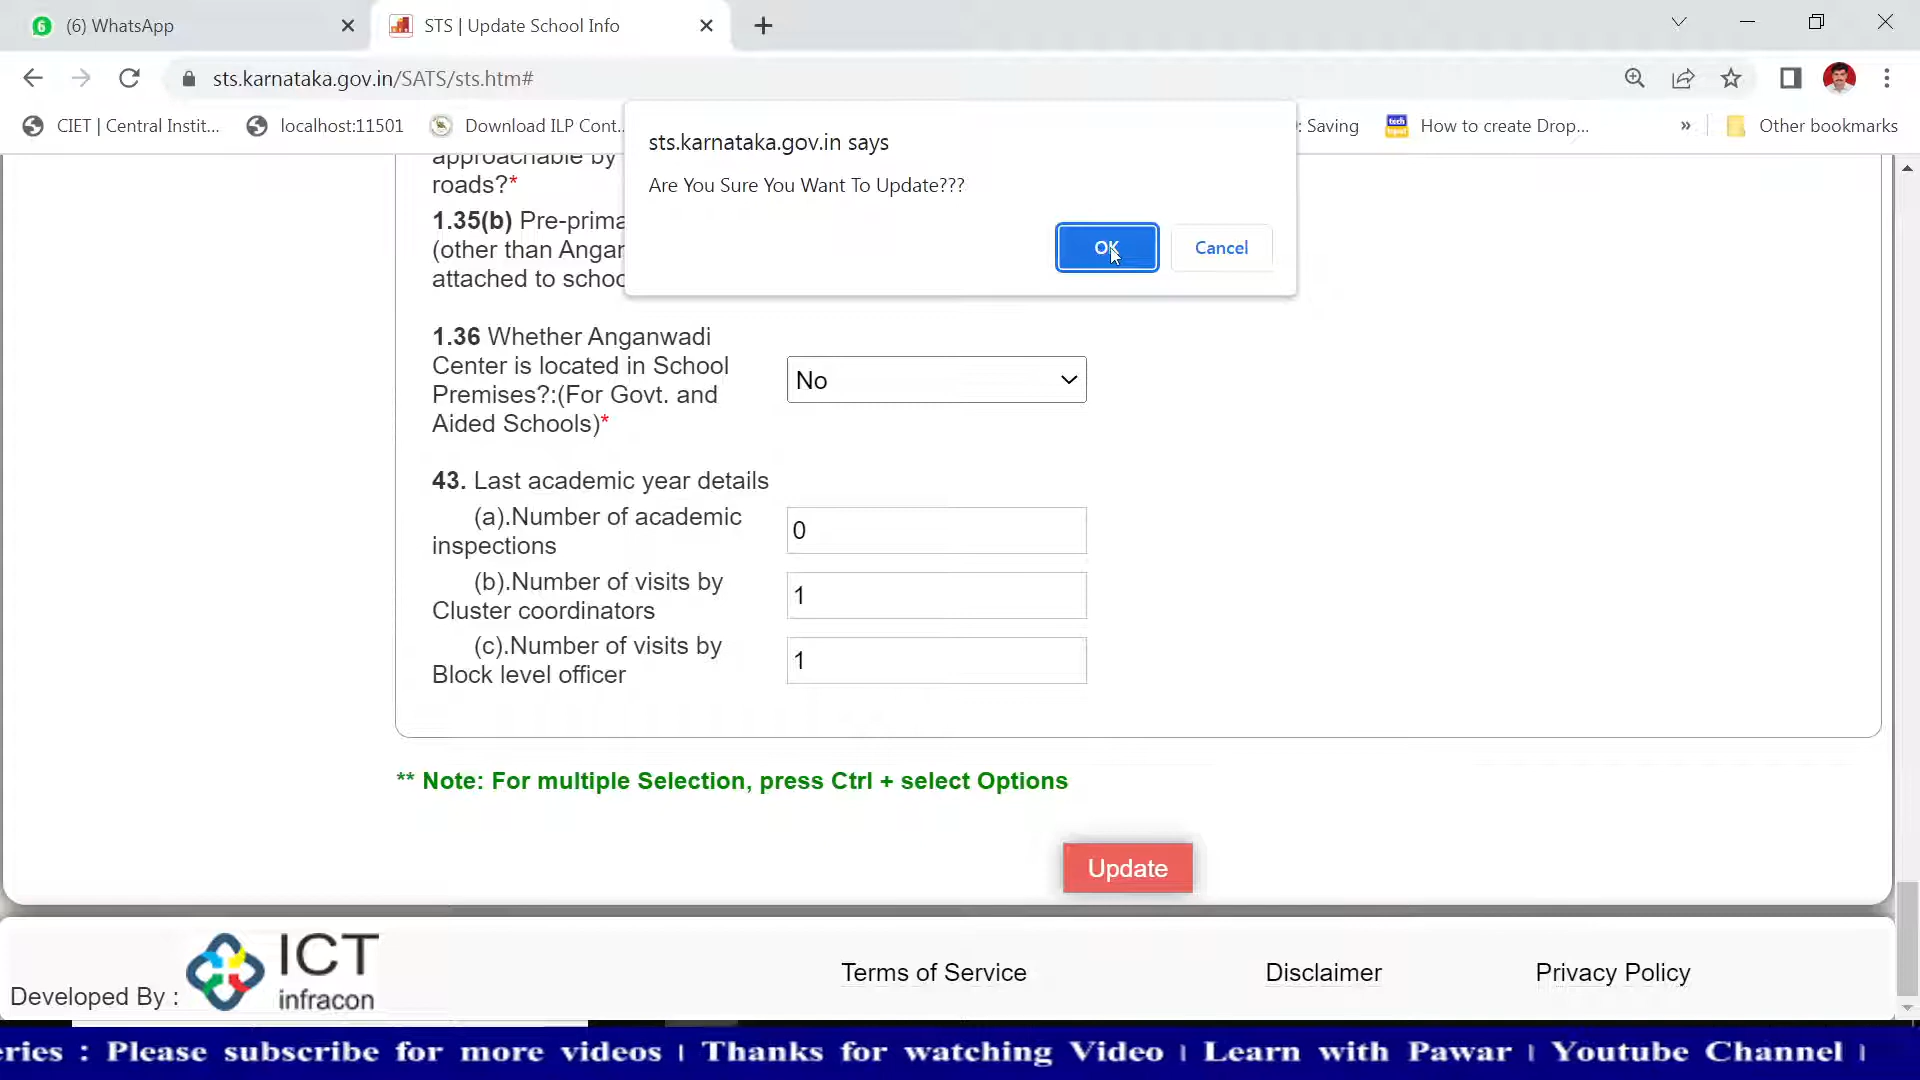 (6) WhatsApp
STS | Update School Info
sts.karnataka.gov.in/SATS/sts.htm#
CIET | Central Instit...
localhost:11501
Download ILP Cont...
: Saving
How to create Drop...
»
Other bookmarks
sts.karnataka.gov.in says
Are You Sure You Want To Update???
OK
Cancel
approachable by
roads?*
1.35(b) Pre-prima
(other than Angan
attached to schoo
1.36 Whether Anganwadi
Center is located in School
Premises?:(For Govt. and
Aided Schools)*
No
43. Last academic year details
(a).Number of academic
inspections
0
(b).Number of visits by
Cluster coordinators
1
(c).Number of visits by
Block level officer
1
** Note: For multiple Selection, press Ctrl + select Options
Update
Developed By :
ICT
infracon
Terms of Service
Disclaimer
Privacy Policy
eries : Please subscribe for more videos | Thanks for watching Video | Learn with Pawar | Youtube Channel |